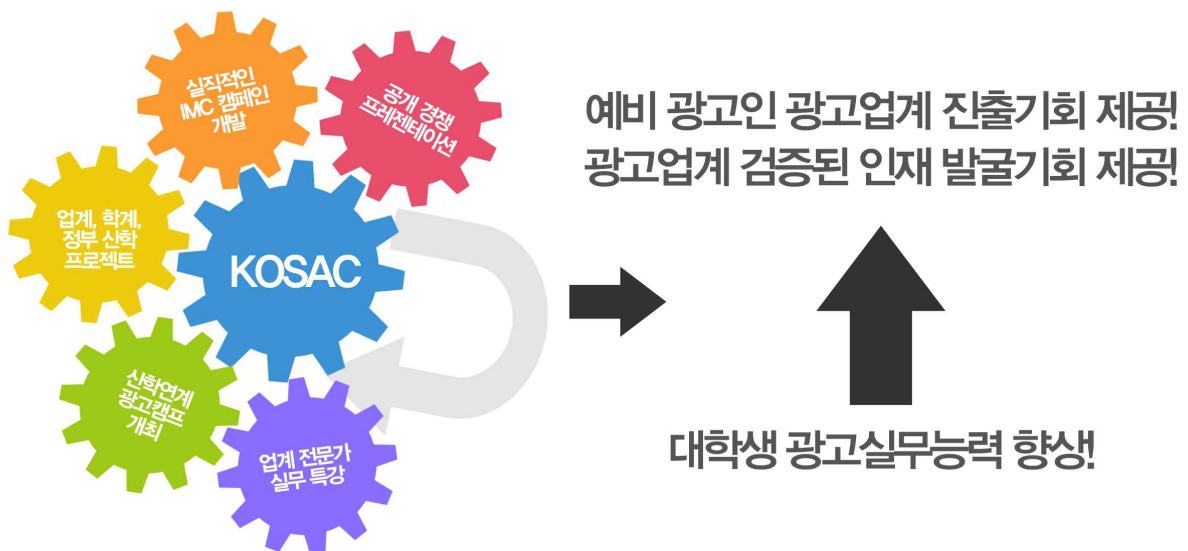 실직적인
IMC 캠페인
개발
공개 경쟁
프레젠테이션
업계, 학계,
정부 산학
프로젝트
KOSAC
산학연계
광고캠프
개최
업계 전문가
실무 특강
예비 광고인 광고업계 진출기회 제공!
광고업계 검증된 인재 발굴기회 제공!
대학생 광고실무능력 향상!